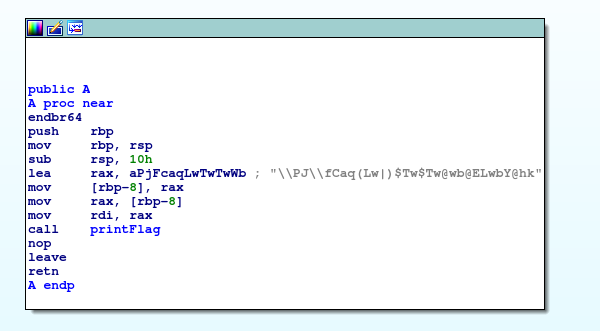 public A
A proc near
endbr64
push    rbp
mov     rbp, rsp
sub     rsp, 10h
lea     rax, aPjFcaqLwTwTwWb ; "\\PJ\\fCaq(Lw|)$Tw$Tw@wb@ELwbY@hk"
mov     [rbp-8], rax
mov     rax, [rbp-8]
mov     rdi, rax
call    printFlag
nop
leave
retn
A endp